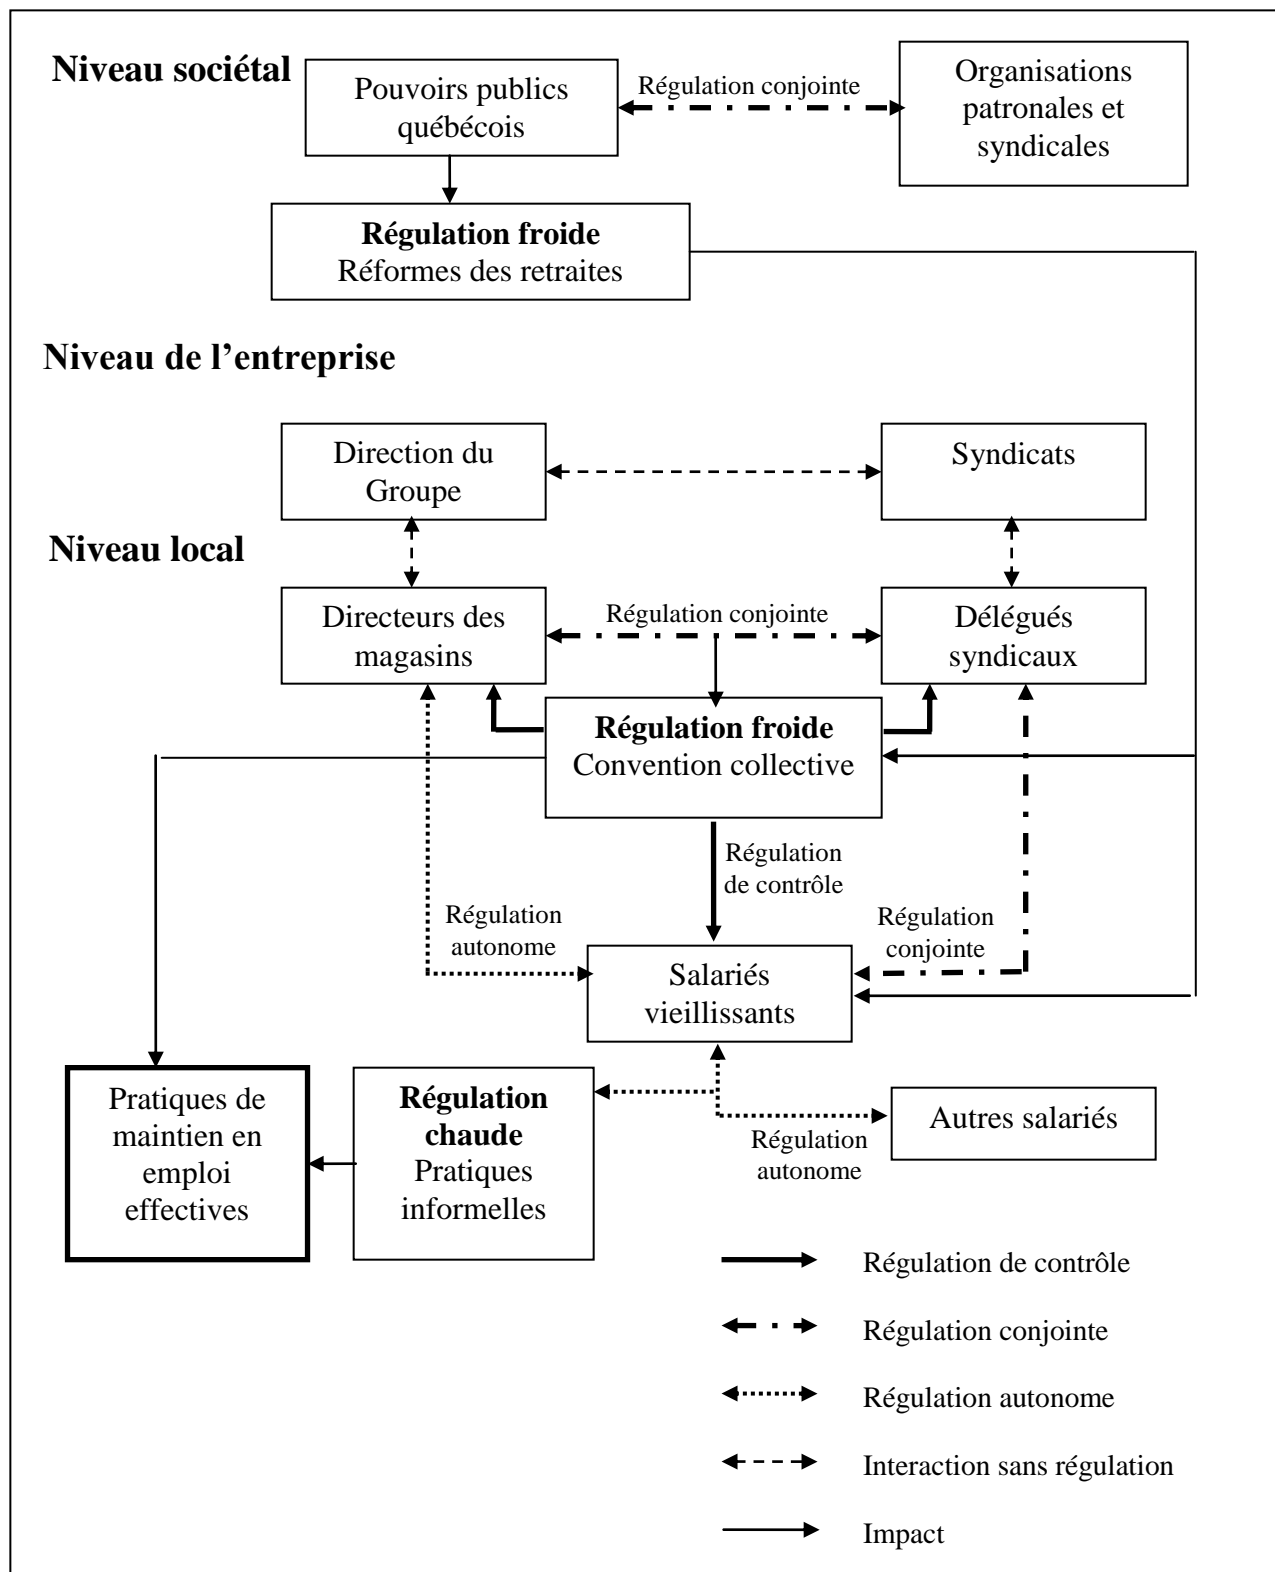 Niveau sociétal
Pouvoirs publics
québécois
Régulation conjointe
Organisations
patronales et
syndicales
Régulation froide
Réformes des retraites
Niveau de l’entreprise
Direction du
Groupe
Syndicats
Niveau local
Directeurs des
magasins
Régulation conjointe
Délégués
syndicaux
Régulation froide
Convention collective
Régulation
de contrôle
Régulation
autonome
Régulation
conjointe
Salariés
vieillissants
Pratiques de
maintien en
emploi
effectives
Régulation
chaude
Pratiques
informelles
Autres salariés
Régulation
autonome
Régulation de contrôle
Régulation conjointe
Régulation autonome
Interaction sans régulation
Impact